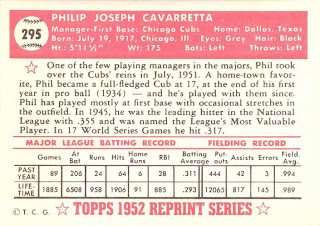 295
PHILIP JOSEPH CAVARRETTA
Manager-First Base: Chicago Cubs Home: Dallas, Texas
Born: July 19, 1917, Chicago, Ill. Eyes: Grey Hair: Black
Ht.: 5'11½" Wt: 175 Bats: Left Throws: Left
One of the few playing managers in the majors, Phil took
over the Cubs' reins in July, 1951. A home-town favor-
ite, Phil became a full-fledged Cub at 17, at the end of his first
year in pro ball (1934) — and he's played with them since.
Phil has played mostly at first base with occasional stretches in
the outfield. In 1945, he was the leading hitter in the National
League with .355 and was named the League's Most Valuable
Player. In 17 World Series Games he hit .317.
MAJOR LEAGUE BATTING RECORD FIELDING RECORD
Games At Bat Runs Hits Home Runs RBI Batting Average Put-outs Assists Errors Field. Avg.
PAST YEAR 89 206 24 64 6 28 .311 444 42 3 .994
LIFE-TIME 1885 6508 958 1906 91 885 .293 12065 817 145 .989
© T. C. G. ☆ TOPPS 1952 REPRINT SERIES ☆